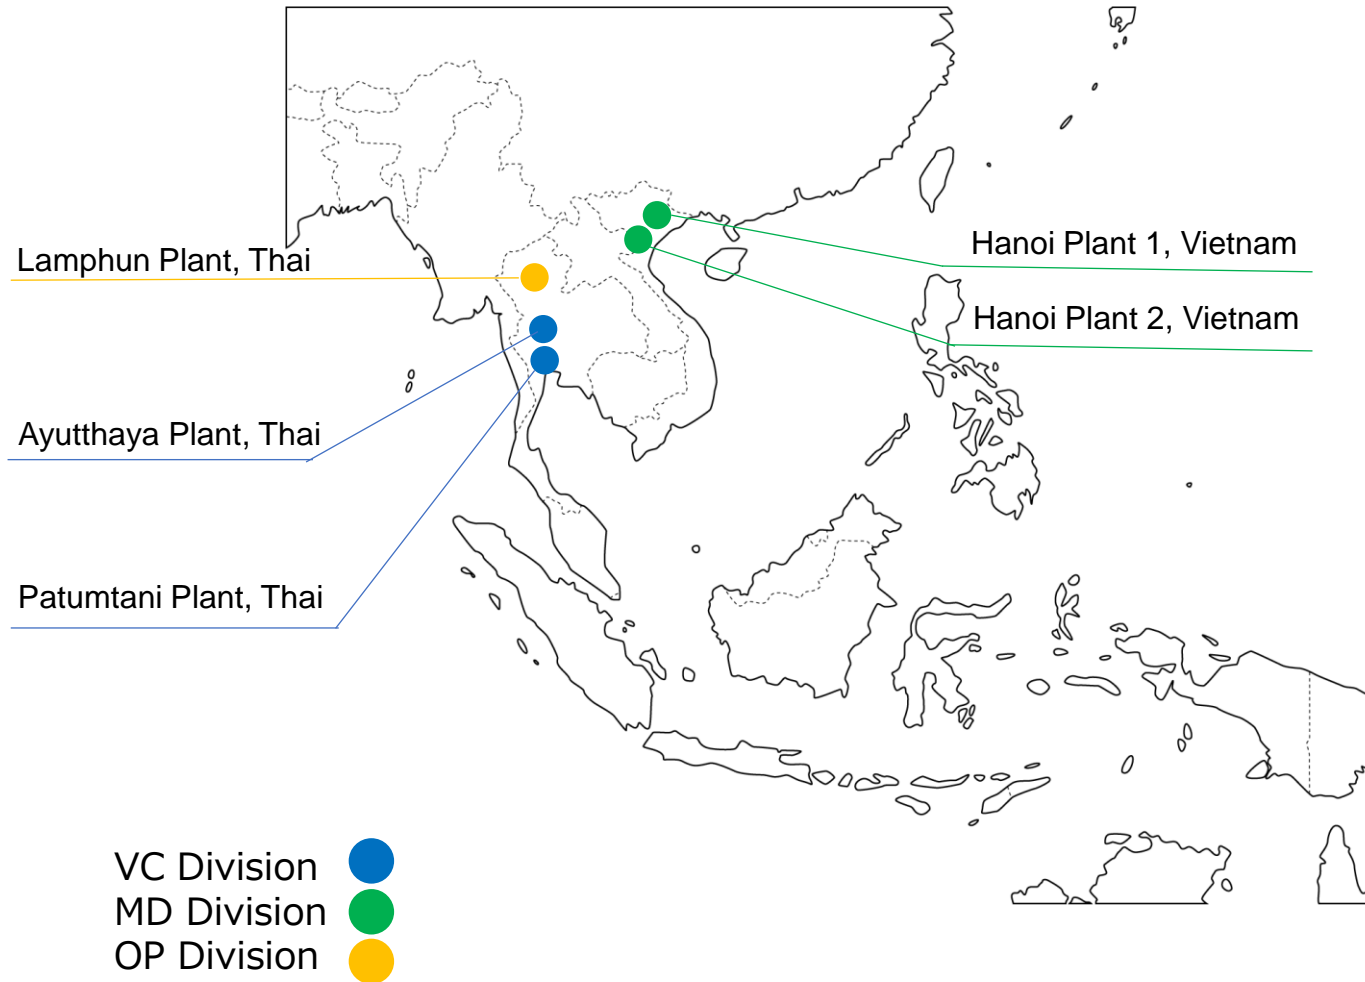 Hanoi Plant 1, Vietnam
Lamphun Plant, Thai
Hanoi Plant 2, Vietnam
Ayutthaya Plant, Thai
Patumtani Plant, Thai
VC Division
MD Division
OP Division